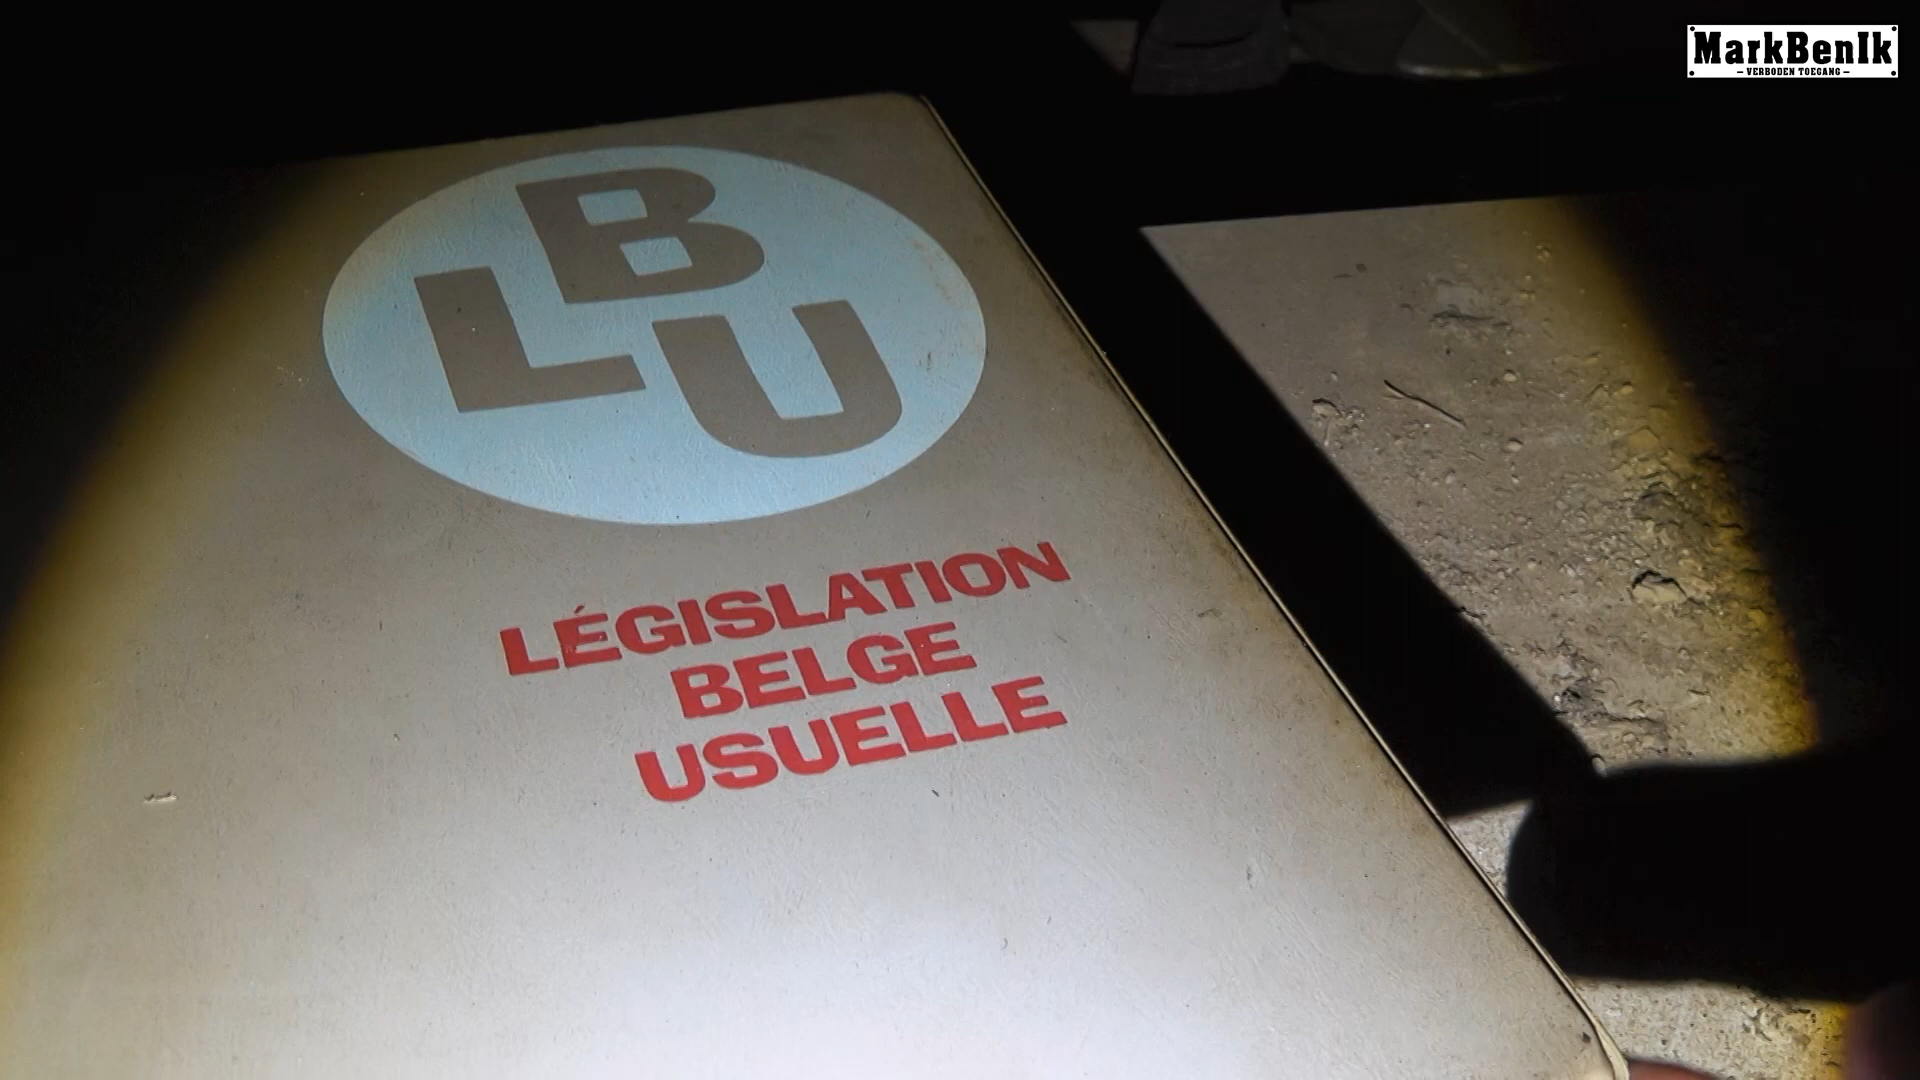 MarkBenIk
– VERBODEN TOEGANG –
LBU
LÉGISLATION
BELGE
USUELLE